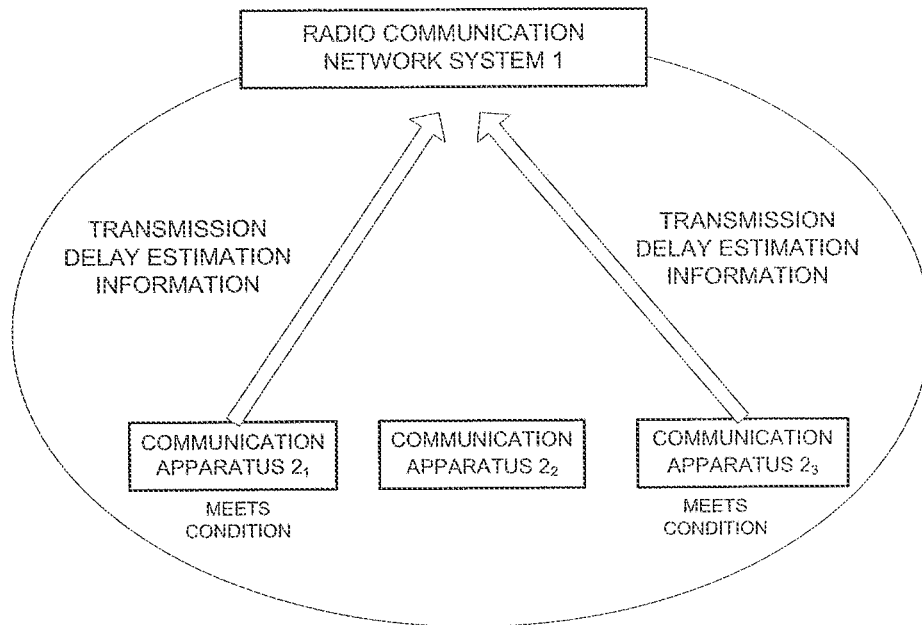 RADIO COMMUNICATION
NETWORK SYSTEM 1
TRANSMISSION
DELAY ESTIMATION
INFORMATION
TRANSMISSION
DELAY ESTIMATION
INFORMATION
COMMUNICATION
APPARATUS 2₁
MEETS
CONDITION
COMMUNICATION
APPARATUS 2₂
COMMUNICATION
APPARATUS 2₃
MEETS
CONDITION